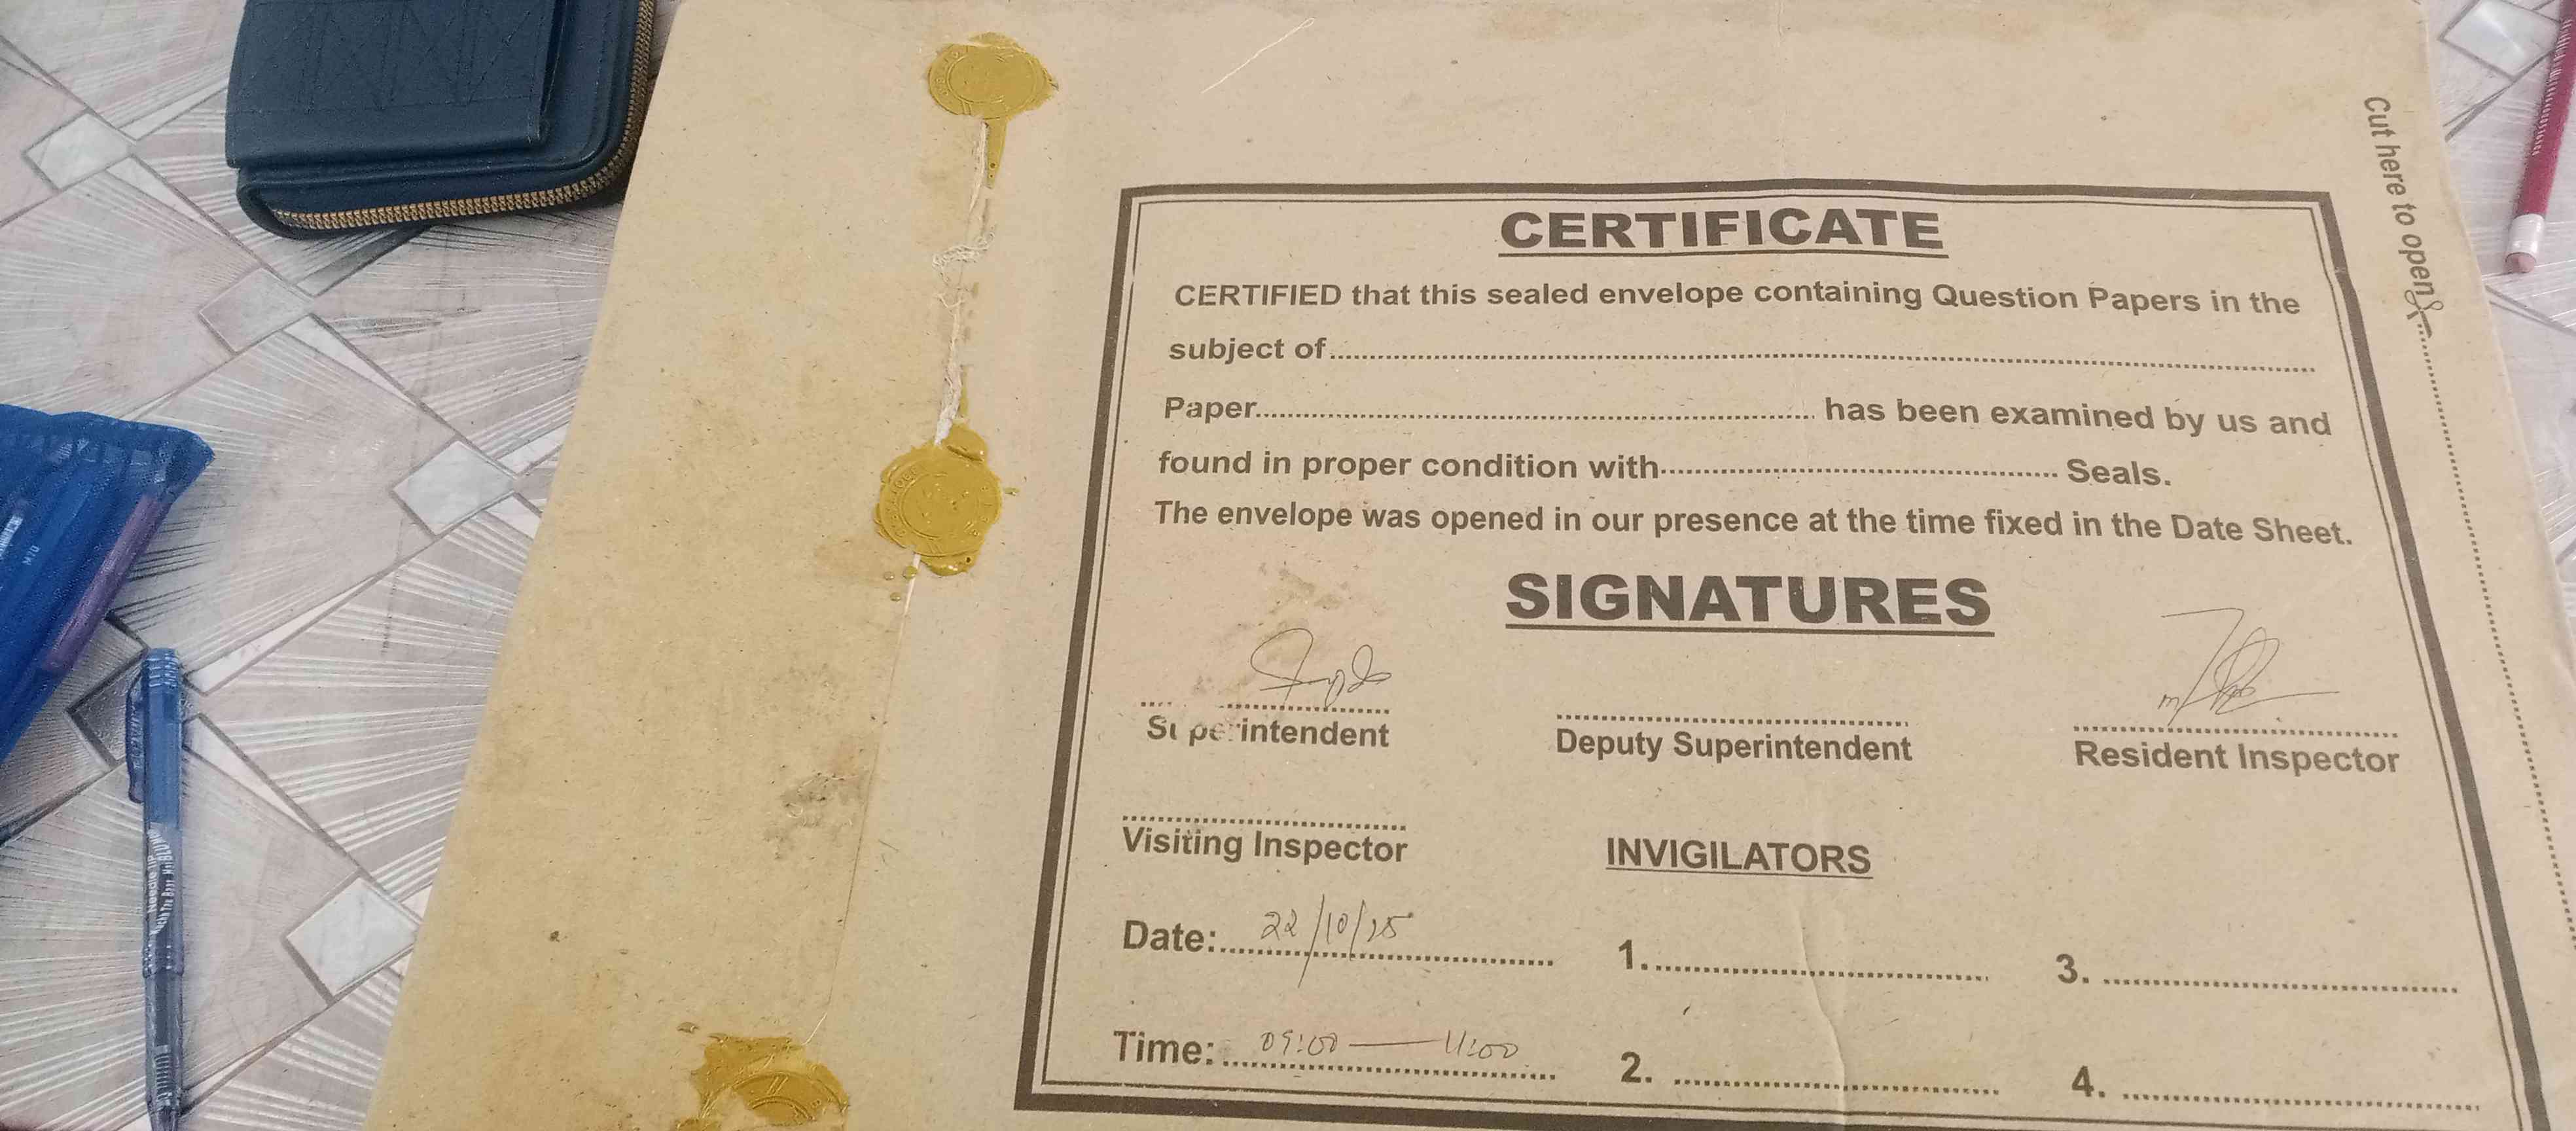 Cut here to open
CERTIFICATE
CERTIFIED that this sealed envelope containing Question Papers in the
subject of
Paper has been examined by us and
found in proper condition with Seals.
The envelope was opened in our presence at the time fixed in the Date Sheet.
SIGNATURES
Superintendent Deputy Superintendent Resident Inspector
Visiting Inspector INVIGILATORS
Date: 22/10/25 1. 3.
Time: 09:00 — 11:00 2. 4.
Needle Tip